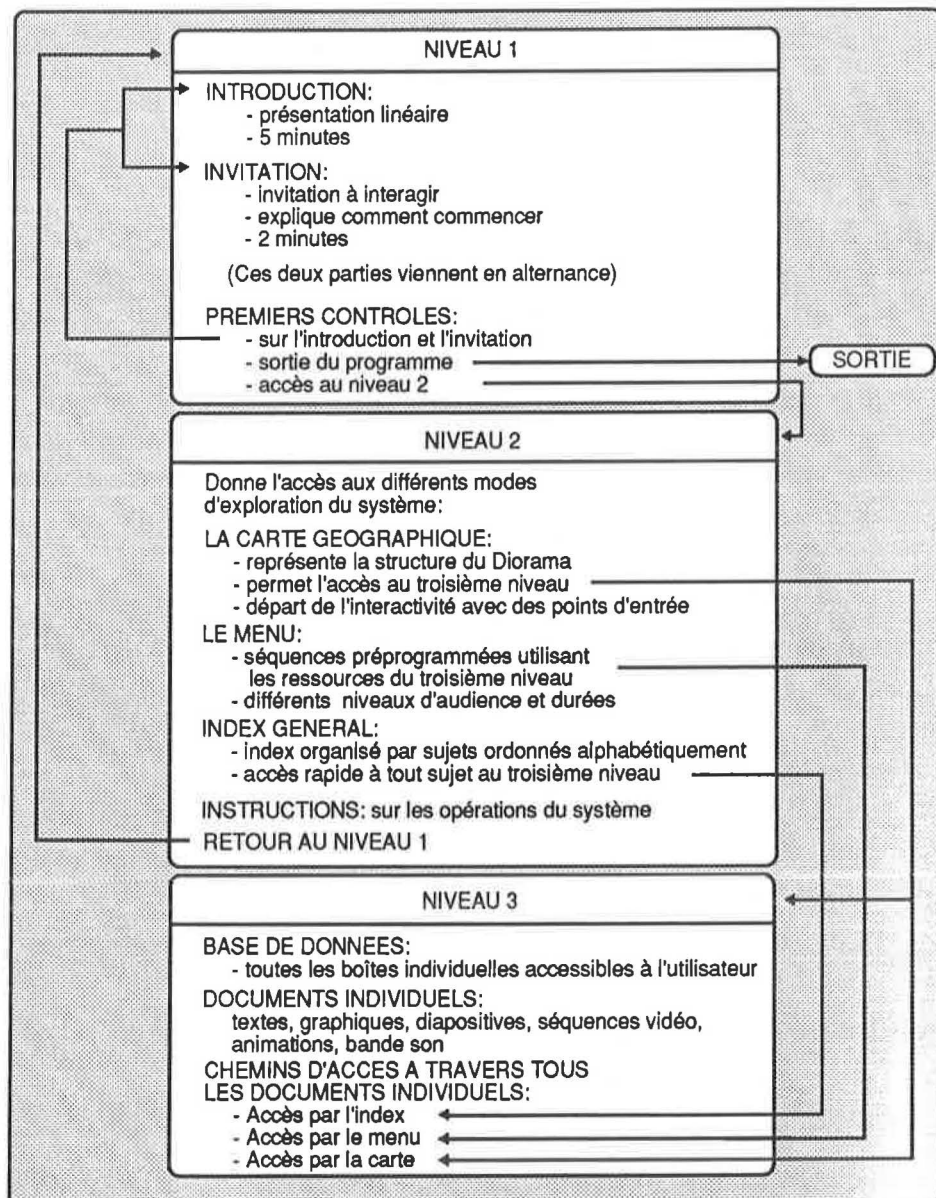 NIVEAU 1
INTRODUCTION:
- présentation linéaire
- 5 minutes
INVITATION:
- invitation à interagir
- explique comment commencer
- 2 minutes
(Ces deux parties viennent en alternance)
PREMIERS CONTROLES:
- sur l'introduction et l'invitation
- sortie du programme
- accès au niveau 2
SORTIE
NIVEAU 2
Donne l'accès aux différents modes
d'exploration du système:
LA CARTE GEOGRAPHIQUE:
- représente la structure du Diorama
- permet l'accès au troisième niveau
- départ de l'interactivité avec des points d'entrée
LE MENU:
- séquences préprogrammées utilisant
les ressources du troisième niveau
- différents niveaux d'audience et durées
INDEX GENERAL:
- index organisé par sujets ordonnés alphabétiquement
- accès rapide à tout sujet au troisième niveau
INSTRUCTIONS: sur les opérations du système
RETOUR AU NIVEAU 1
NIVEAU 3
BASE DE DONNEES:
- toutes les boîtes individuelles accessibles à l'utilisateur
DOCUMENTS INDIVIDUELS:
textes, graphiques, diapositives, séquences vidéo,
animations, bande son
CHEMINS D'ACCES A TRAVERS TOUS
LES DOCUMENTS INDIVIDUELS:
- Accès par l'index
- Accès par le menu
- Accès par la carte